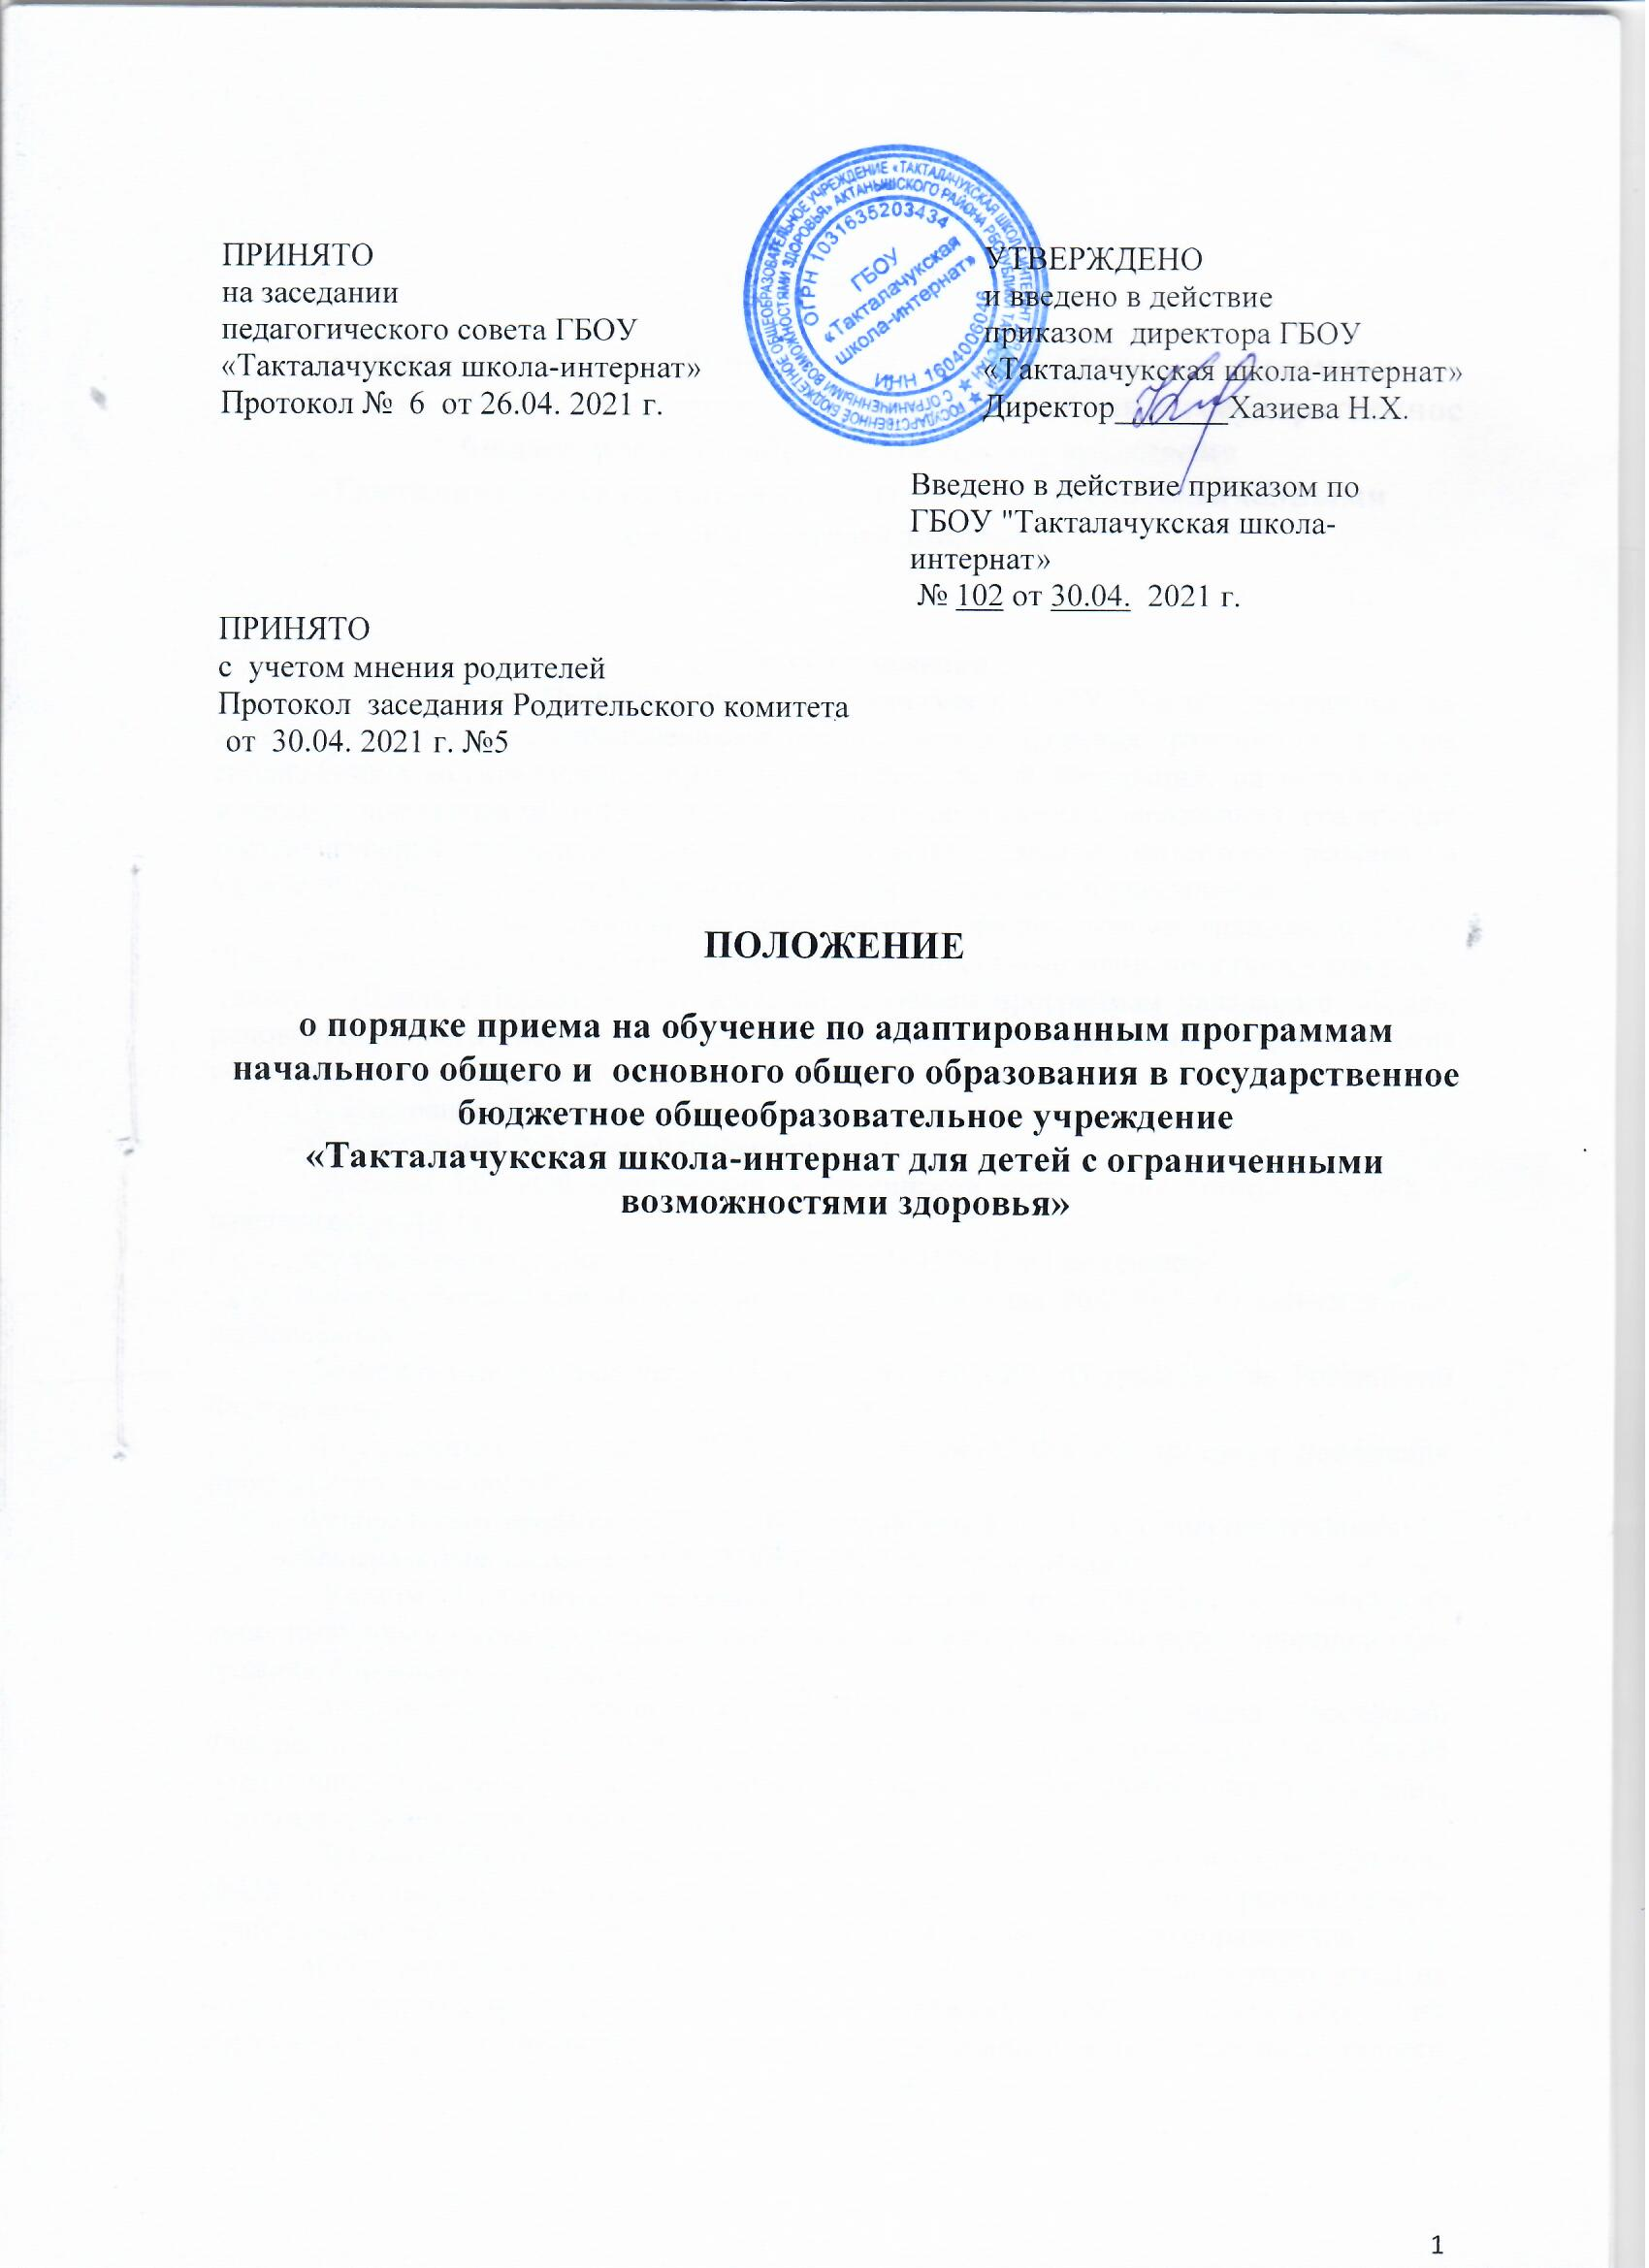 ПРИНЯТО
на заседании
педагогического совета ГБОУ
«Такталачукская школа-интернат»
Протокол № 6 от 26.04. 2021 г.
ОГРН 1031635203434
ГБОУ
«Такталачукская
школа-интернат»
ИНН 1604006046
УТВЕРЖДЕНО
и введено в действие
приказом директора ГБОУ
«Такталачукская школа-интернат»
Директор_______Хазиева Н.Х.
Введено в действие приказом по
ГБОУ "Такталачукская школа-
интернат»
№ 102 от 30.04. 2021 г.
ПРИНЯТО
с учетом мнения родителей
Протокол заседания Родительского комитета
от 30.04. 2021 г. №5
ПОЛОЖЕНИЕ
о порядке приема на обучение по адаптированным программам
начального общего и основного общего образования в государственное
бюджетное общеобразовательное учреждение
«Такталачукская школа-интернат для детей с ограниченными
возможностями здоровья»
1